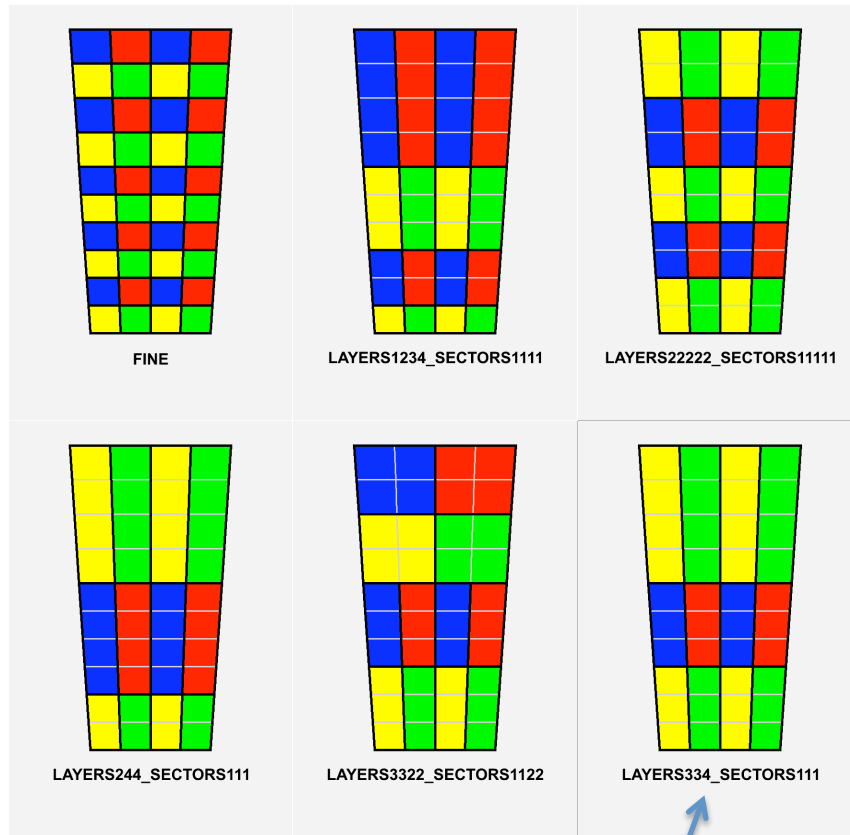 FINE
LAYERS1234_SECTORS1111
LAYERS22222_SECTORS11111
LAYERS244_SECTORS111
LAYERS3322_SECTORS1122
LAYERS334_SECTORS111